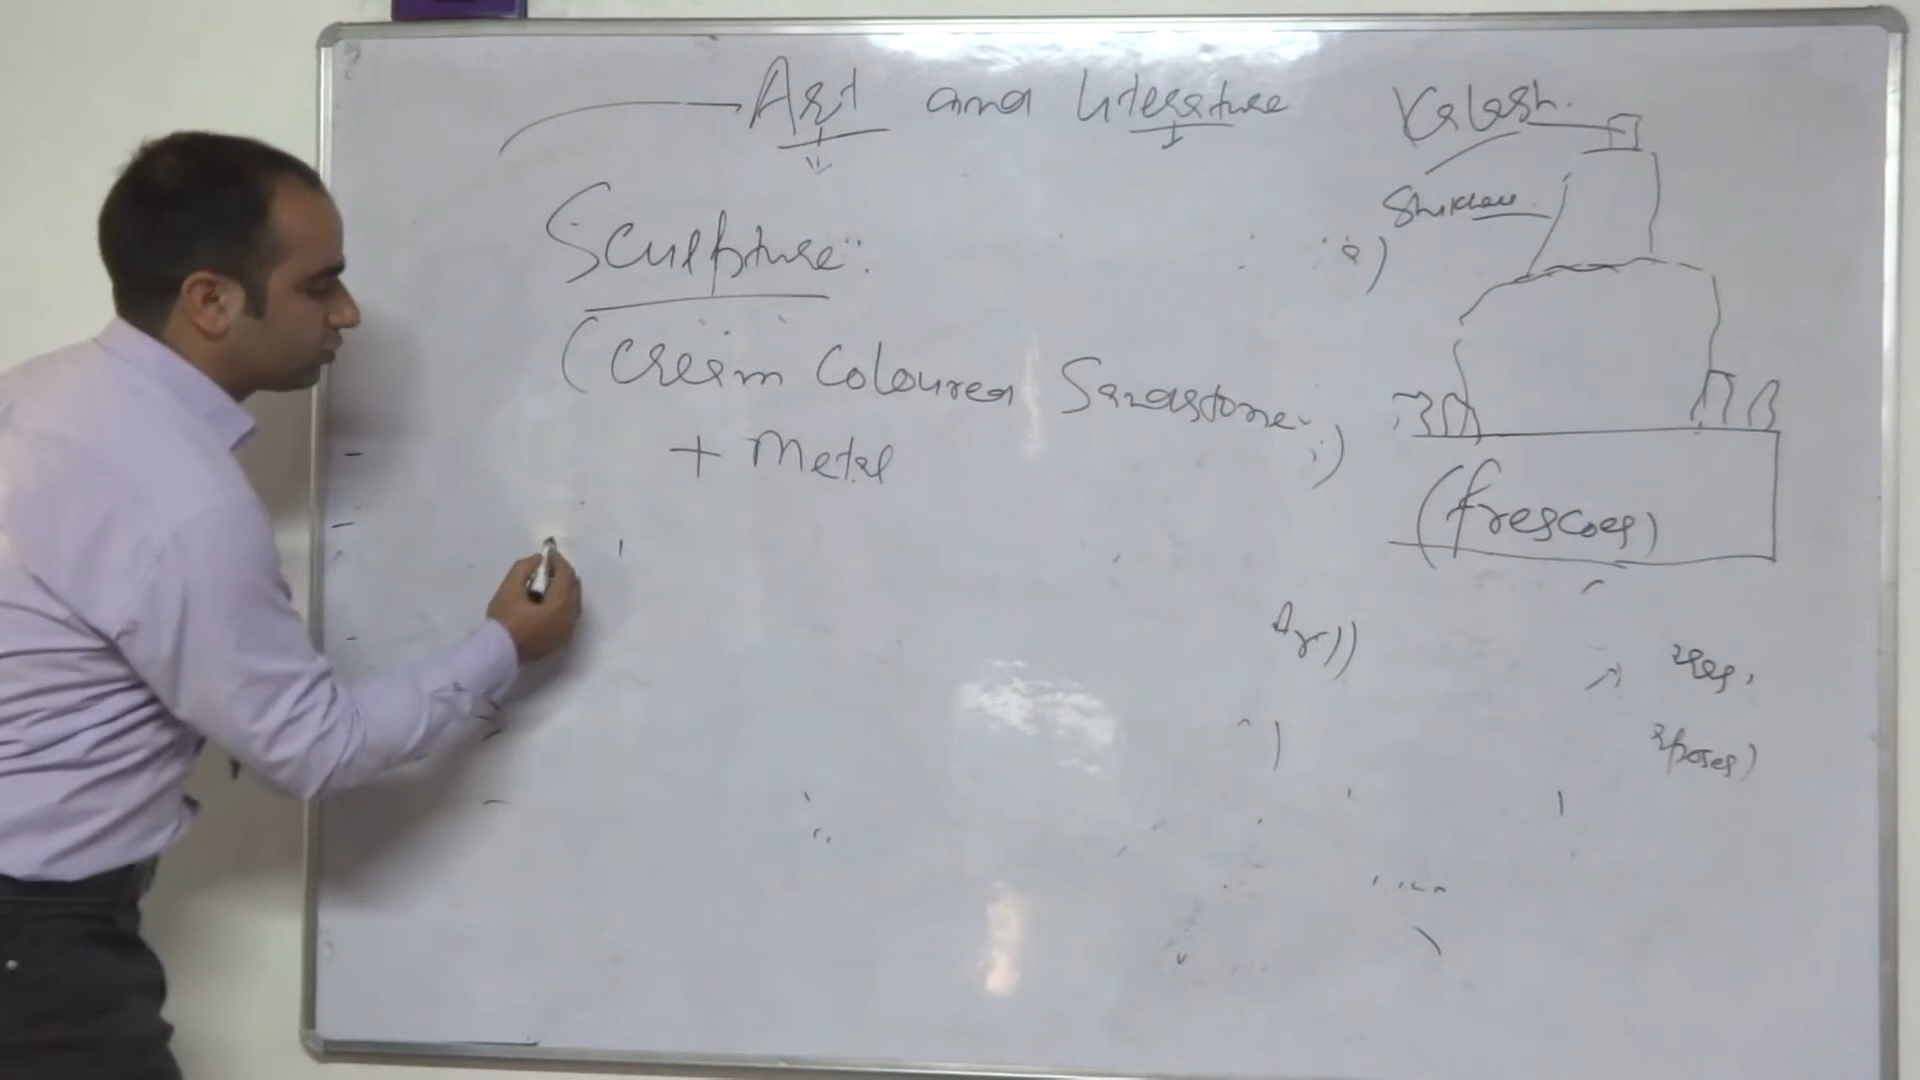 Art and Literature
Kalash.
Shikhar
Sculpture:
(Cream Coloured Sandstone
+ Metal
(frescoes)